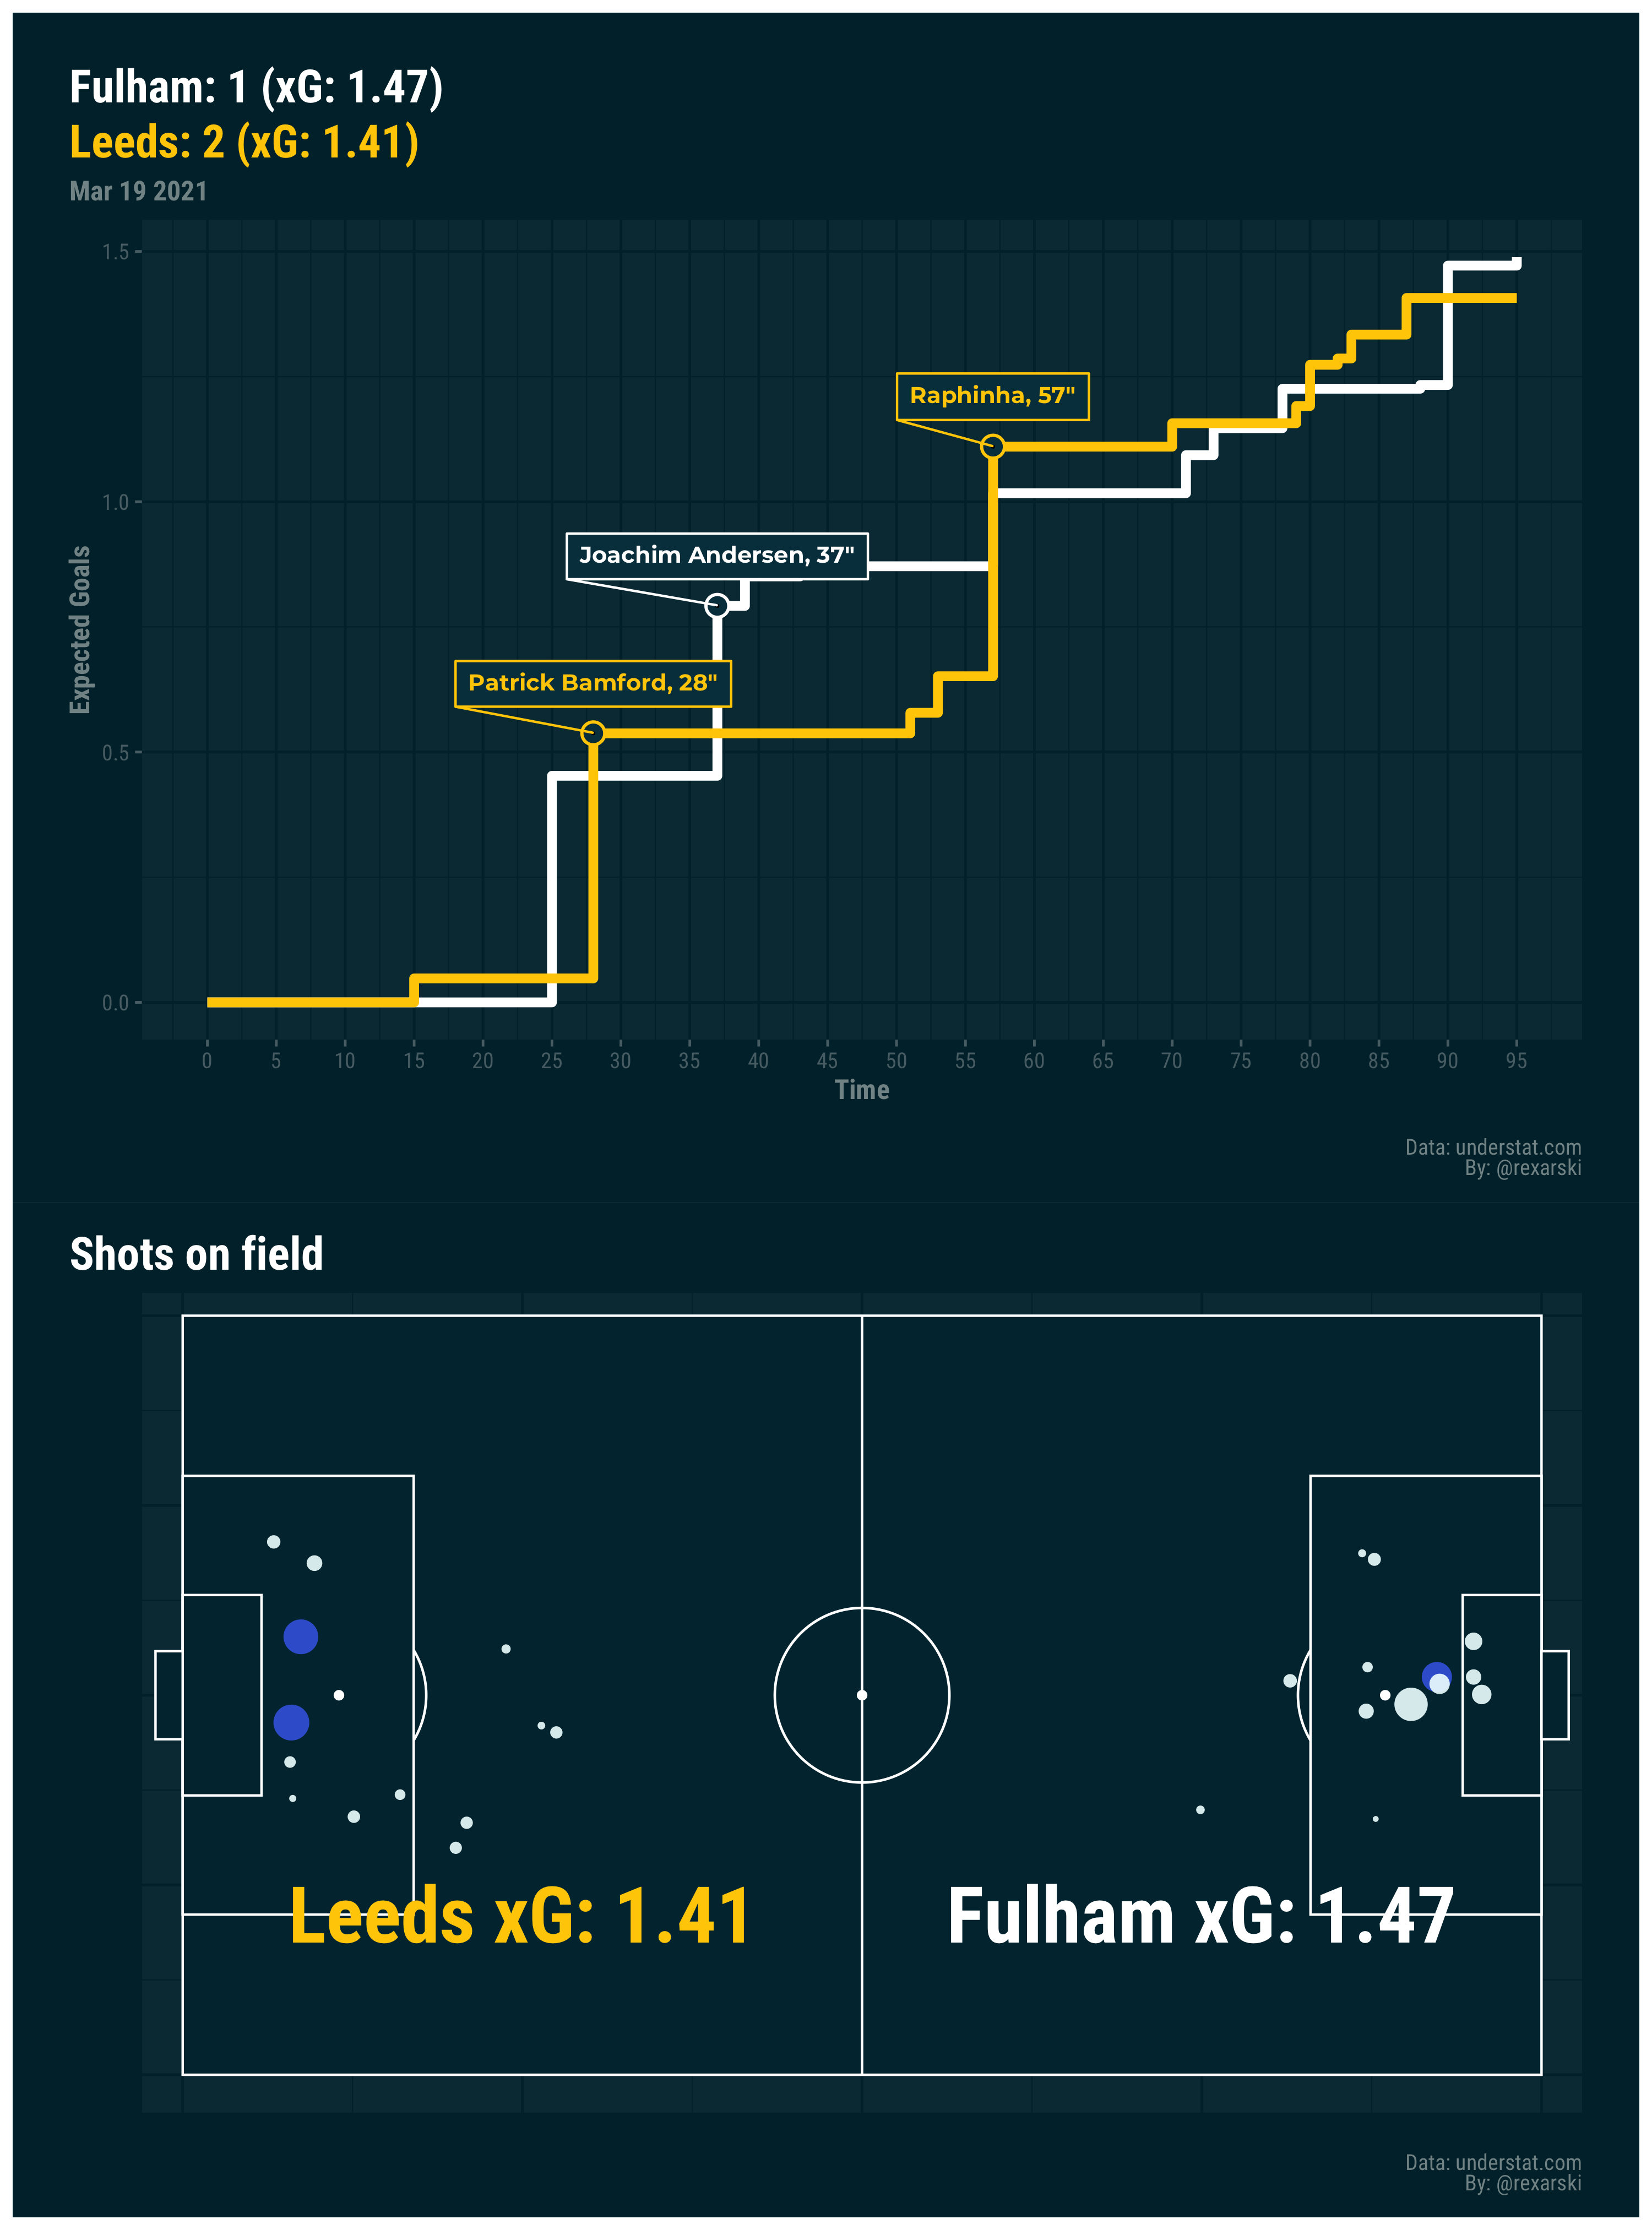 Fulham: 1 (xG: 1.47)
Leeds: 2 (xG: 1.41)
Mar 19 2021
1.5
1.0
0.5
0.0
Expected Goals
Raphinha, 57"
Joachim Andersen, 37"
Patrick Bamford, 28"
0 5 10 15 20 25 30 35 40 45 50 55 60 65 70 75 80 85 90 95
Time
Data: understat.com
By: @rexarski
Shots on field
Leeds xG: 1.41
Fulham xG: 1.47
Data: understat.com
By: @rexarski